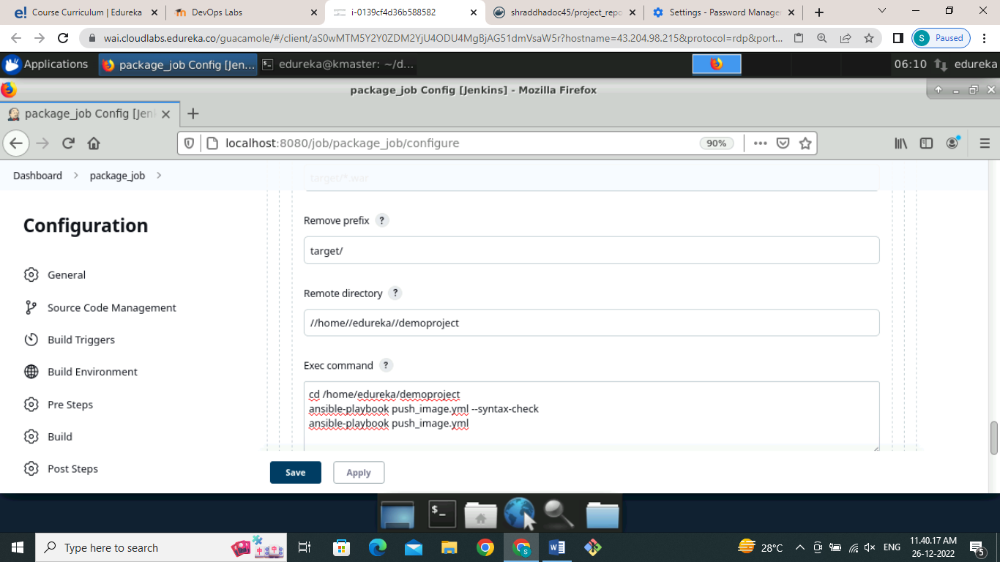 Course Curriculum | Edureka
DevOps Labs
i-0139cf4d36b588582
shraddhadoc45/project_repo
Settings - Password Manager
wai.cloudlabs.edureka.co/guacamole/#/client/aS0wMTM5Y2Y0ZDM2YjU4ODU4MgBjAG51dmVsaW5r?hostname=43.204.98.215&protocol=rdp&port...
S
Paused
Applications
package_job Config [Jen...
edureka@kmaster: ~/d...
06:10
edureka
package_job Config [Jenkins] - Mozilla Firefox
package_job Config [Jen
localhost:8080/job/package_job/configure
90%
Dashboard
package_job
target/*.war
Configuration
General
Source Code Management
Build Triggers
Build Environment
Pre Steps
Build
Post Steps
Remove prefix ?
target/
Remote directory ?
//home//edureka//demoproject
Exec command ?
cd /home/edureka/demoproject
ansible-playbook push_image.yml --syntax-check
ansible-playbook push_image.yml
Save
Apply
Type here to search
28°C
ENG
11.40.17 AM
26-12-2022
5